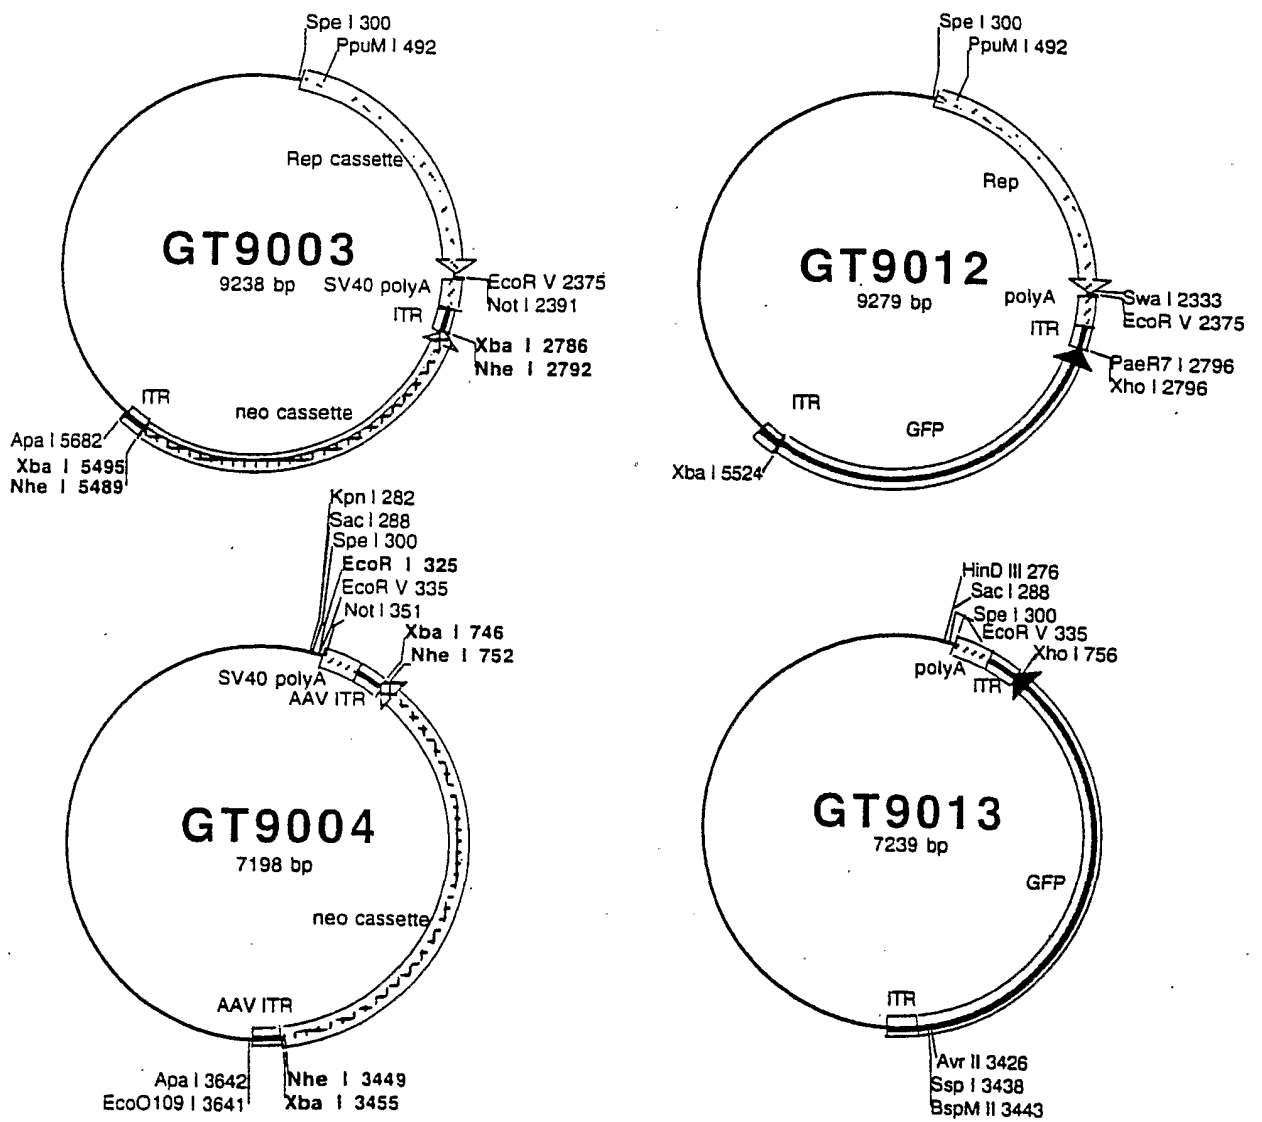 Spe I 300
PpuM I 492
Rep cassette
GT9003
9238 bp
SV40 polyA
EcoR V 2375
Not I 2391
ITR
Xba I 2786
Nhe I 2792
ITR
neo cassette
Apa I 5682
Xba I 5495
Nhe I 5489
Spe I 300
PpuM I 492
Rep
GT9012
9279 bp
polyA
Swa I 2333
EcoR V 2375
ITR
PaeR7 I 2796
Xho I 2796
ITR
GFP
Xba I 5524
Kpn I 282
Sac I 288
Spe I 300
EcoR I 325
EcoR V 335
Not I 351
Xba I 746
Nhe I 752
SV40 polyA
AAV ITR
GT9004
7198 bp
neo cassette
AAV ITR
Apa I 3642
EcoO109 I 3641
Nhe I 3449
Xba I 3455
HinD III 276
Sac I 288
Spe I 300
EcoR V 335
Xho I 756
polyA
ITR
GT9013
7239 bp
GFP
ITR
Avr II 3426
Ssp I 3438
BspM II 3443